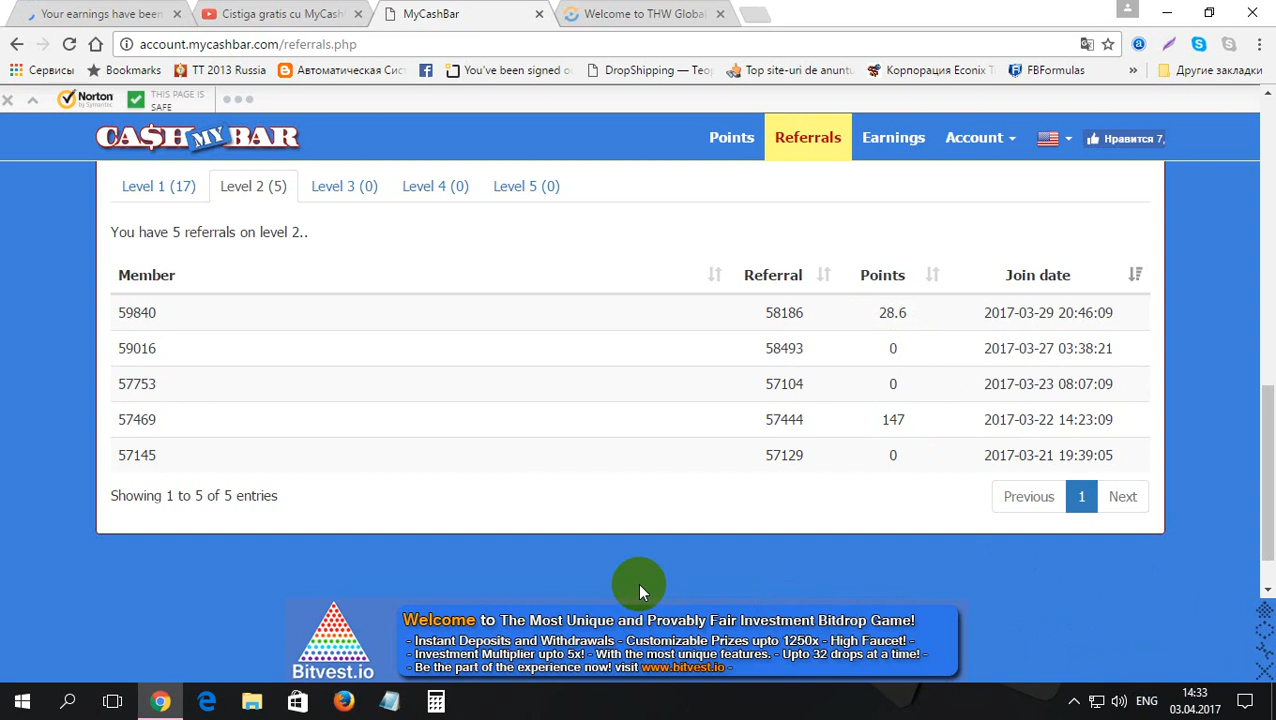 Your earnings have been
Cistiga gratis cu MyCash
MyCashBar
Welcome to THW Global
account.mycashbar.com/referrals.php
Сервисы
Bookmarks
TT 2013 Russia
Автоматическая Сис
You've been signed o
DropShipping — Теор
Top site-uri de anuntu
Корпорация Econix T
FBFormulas
»
Другие закладки
Norton
by Symantec
THIS PAGE IS
SAFE
CA$H MY BAR
Points
Referrals
Earnings
Account
Нравится 7,
Level 1 (17)
Level 2 (5)
Level 3 (0)
Level 4 (0)
Level 5 (0)
You have 5 referrals on level 2..
Member Referral Points Join date
59840 58186 28.6 2017-03-29 20:46:09
59016 58493 0 2017-03-27 03:38:21
57753 57104 0 2017-03-23 08:07:09
57469 57444 147 2017-03-22 14:23:09
57145 57129 0 2017-03-21 19:39:05
Showing 1 to 5 of 5 entries
Previous 1 Next
Bitvest.io
Welcome to The Most Unique and Provably Fair Investment Bitdrop Game!
- Instant Deposits and Withdrawals - Customizable Prizes upto 1250x - High Faucet! -
- Investment Multiplier upto 5x! - With the most unique features. - Upto 32 drops at a time! -
- Be the part of the experience now! visit www.bitvest.io -
ENG
14:33
03.04.2017